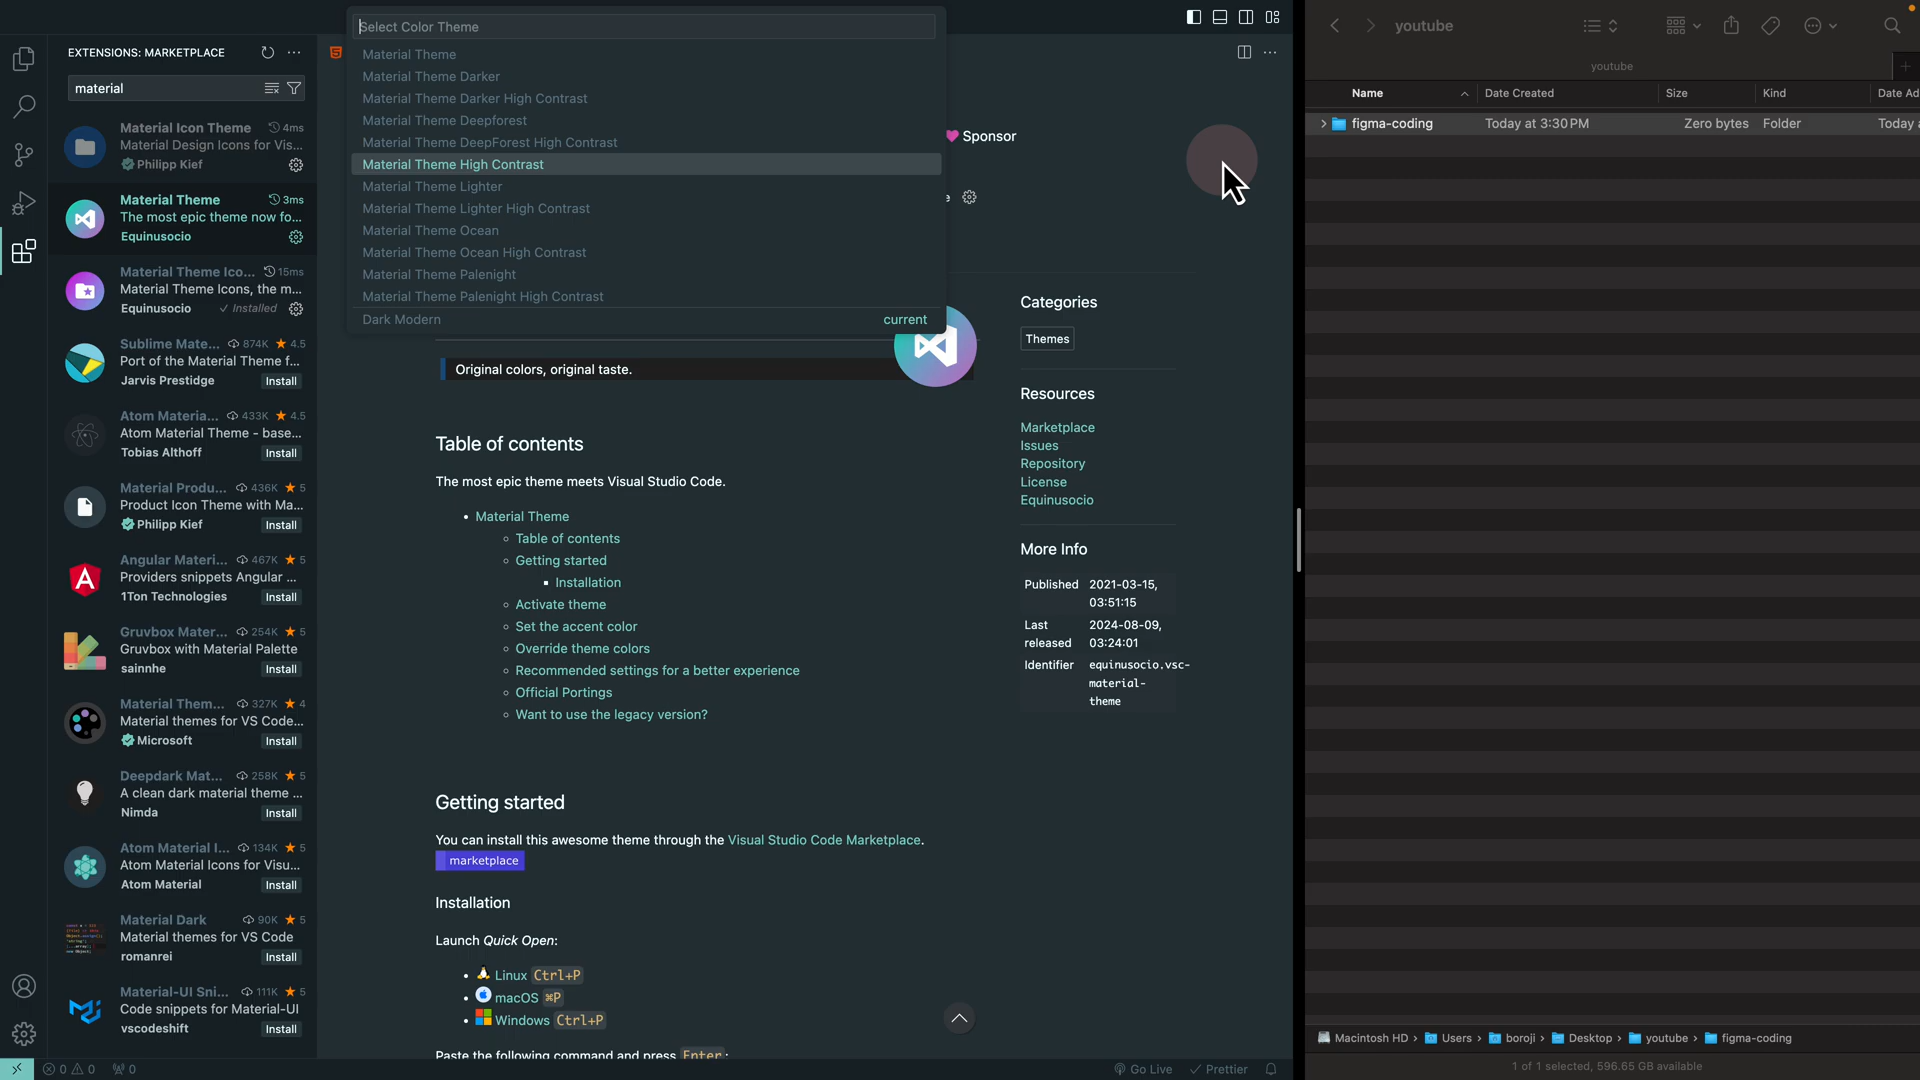 Select Color Theme
Material Theme
Material Theme Darker
Material Theme Darker High Contrast
Material Theme Deepforest
Material Theme DeepForest High Contrast
Material Theme High Contrast
Material Theme Lighter
Material Theme Lighter High Contrast
Material Theme Ocean
Material Theme Ocean High Contrast
Material Theme Palenight
Material Theme Palenight High Contrast
Dark Modern current
EXTENSIONS: MARKETPLACE
material
Material Icon Theme 4ms
Material Design Icons for Vis...
Philipp Kief
Material Theme 3ms
The most epic theme now fo...
Equinusocio
Material Theme Ico... 15ms
Material Theme Icons, the m...
Equinusocio Installed
Sublime Mate... 874K 4.5
Port of the Material Theme f...
Jarvis Prestidge Install
Atom Materia... 433K 4.5
Atom Material Theme - base...
Tobias Althoff Install
Material Produ... 436K 5
Product Icon Theme with Ma...
Philipp Kief Install
Angular Materi... 467K 5
Providers snippets Angular ...
1Ton Technologies Install
Gruvbox Mater... 254K 5
Gruvbox with Material Palette
sainnhe Install
Material Them... 327K 4
Material themes for VS Code...
Microsoft Install
Deepdark Mat... 258K 5
A clean dark material theme ...
Nimda Install
Atom Material I... 134K 5
Atom Material Icons for Visu...
Atom Material Install
Material Dark 90K 5
Material themes for VS Code
romanrei Install
Material-UI Sni... 111K 5
Code snippets for Material-UI
vscodeshift Install
Sponsor
e
Original colors, original taste.
Table of contents
The most epic theme meets Visual Studio Code.
Material Theme
Table of contents
Getting started
Installation
Activate theme
Set the accent color
Override theme colors
Recommended settings for a better experience
Official Portings
Want to use the legacy version?
Getting started
You can install this awesome theme through the Visual Studio Code Marketplace.
marketplace
Installation
Launch Quick Open:
Linux Ctrl+P
macOS ⌘P
Windows Ctrl+P
Paste the following command and press Enter:
Categories
Themes
Resources
Marketplace
Issues
Repository
License
Equinusocio
More Info
Published 2021-03-15,
03:51:15
Last 2024-08-09,
released 03:24:01
Identifier equinusocio.vsc-
material-
theme
0 0 0
Go Live Prettier
youtube
youtube
Name Date Created Size Kind Date Ad
figma-coding Today at 3:30 PM Zero bytes Folder Today
Macintosh HD › Users › boroji › Desktop › youtube › figma-coding
1 of 1 selected, 596.65 GB available